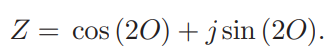 Z = cos (2O) + j sin (2O).